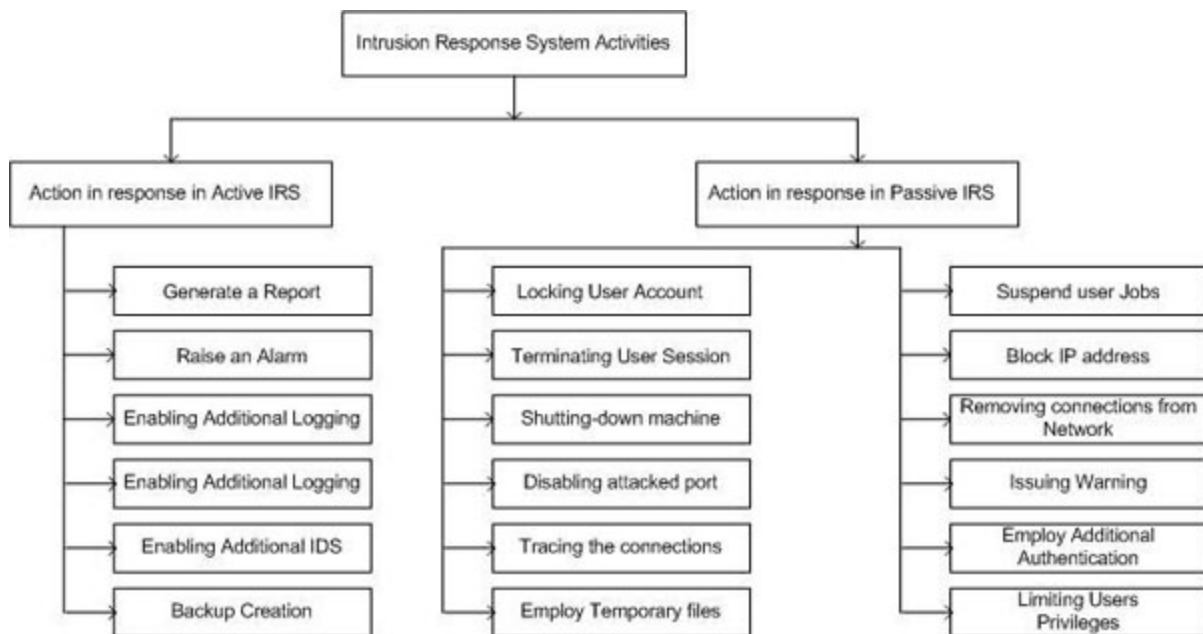 Intrusion Response System Activities
Action in response in Active IRS
Action in response in Passive IRS
Generate a Report
Raise an Alarm
Enabling Additional Logging
Enabling Additional Logging
Enabling Additional IDS
Backup Creation
Locking User Account
Terminating User Session
Shutting-down machine
Disabling attacked port
Tracing the connections
Employ Temporary files
Suspend user Jobs
Block IP address
Removing connections from
Network
Issuing Warning
Employ Additional
Authentication
Limiting Users
Privileges